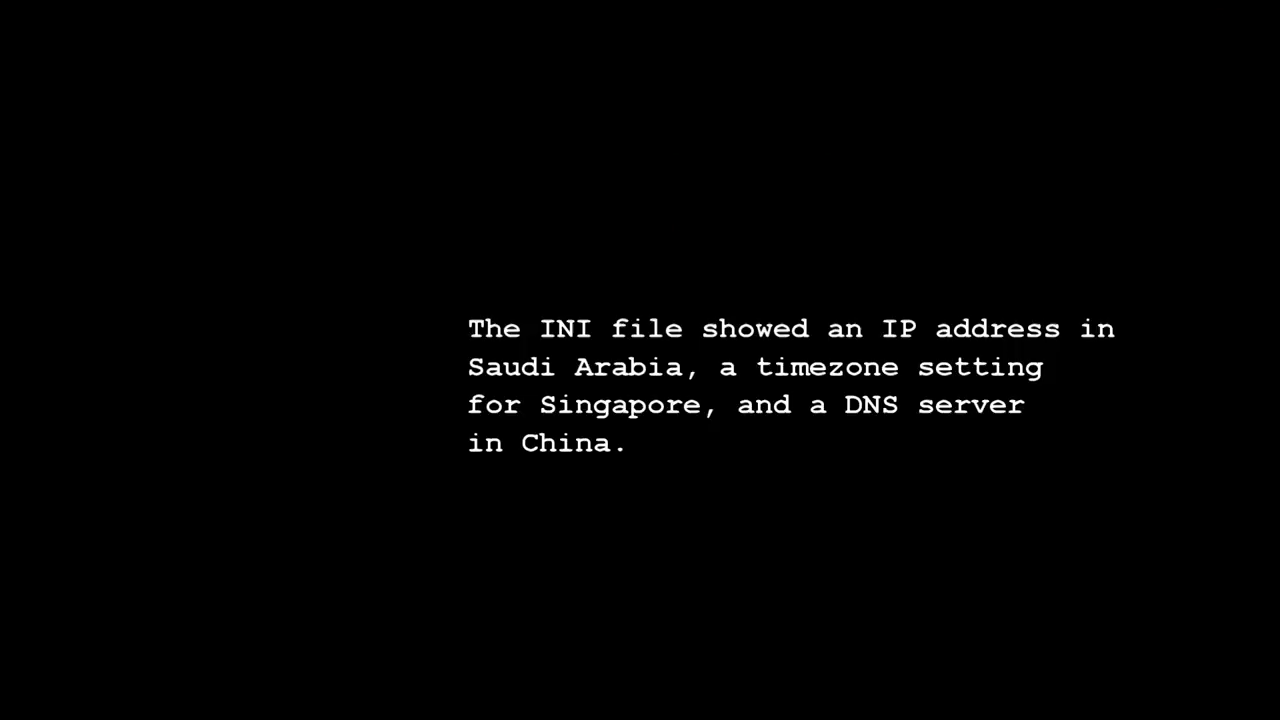 The INI file showed an IP address in
Saudi Arabia, a timezone setting
for Singapore, and a DNS server
in China.